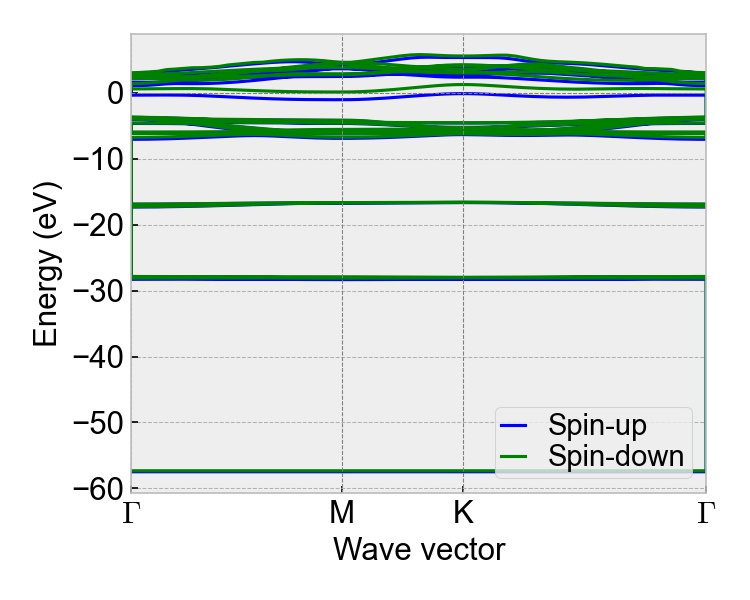 Energy (eV)
0
−10
−20
−30
−40
−50
−60
Spin-up
Spin-down
Γ M K Γ
Wave vector